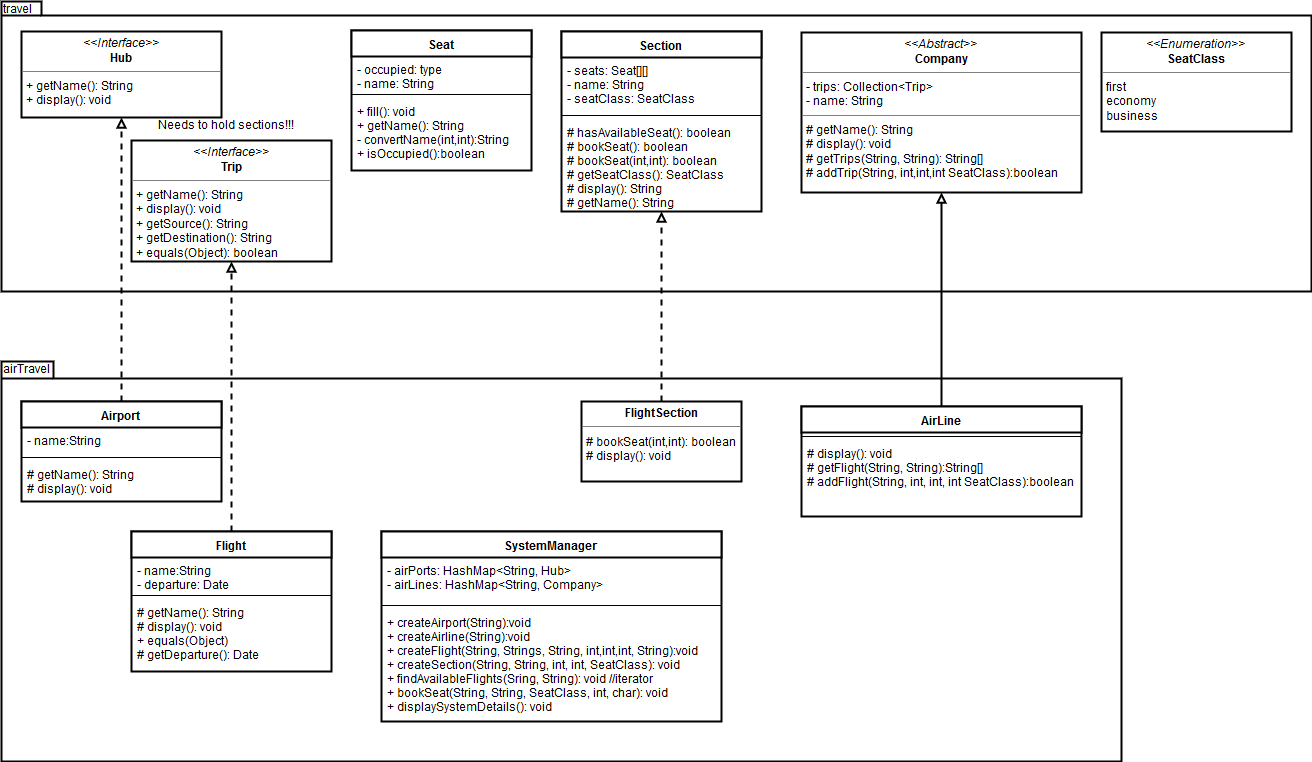 travel
<<Interface>>
Hub
+ getName(): String
+ display(): void
Needs to hold sections!!!
<<Interface>>
Trip
+ getName(): String
+ display(): void
+ getSource(): String
+ getDestination(): String
+ equals(Object): boolean
Seat
- occupied: type
- name: String
+ fill(): void
+ getName(): String
- convertName(int,int):String
+ isOccupied():boolean
Section
- seats: Seat[][]
- name: String
- seatClass: SeatClass
# hasAvailableSeat(): boolean
# bookSeat(): boolean
# bookSeat(int,int): boolean
# getSeatClass(): SeatClass
# display(): String
# getName(): String
<<Abstract>>
Company
- trips: Collection<Trip>
- name: String
# getName(): String
# display(): void
# getTrips(String, String): String[]
# addTrip(String, int,int,int SeatClass):boolean
<<Enumeration>>
SeatClass
first
economy
business
airTravel
Airport
- name:String
# getName(): String
# display(): void
Flight
- name:String
- departure: Date
# getName(): String
# display(): void
+ equals(Object)
# getDeparture(): Date
SystemManager
- airPorts: HashMap<String, Hub>
- airLines: HashMap<String, Company>
+ createAirport(String):void
+ createAirline(String):void
+ createFlight(String, Strings, String, int,int,int, String):void
+ createSection(String, String, int, int, SeatClass): void
+ findAvailableFlights(Sring, String): void //iterator
+ bookSeat(String, String, SeatClass, int, char): void
+ displaySystemDetails(): void
FlightSection
# bookSeat(int,int): boolean
# display(): void
AirLine
# display(): void
# getFlight(String, String):String[]
# addFlight(String, int, int, int SeatClass):boolean